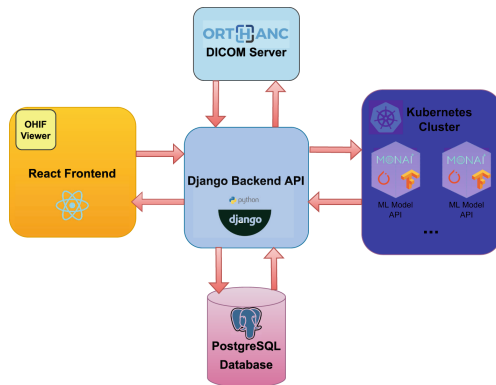 ORTHANC
DICOM Server
OHIF
Viewer
React Frontend
Django Backend API
python
django
Kubernetes
Cluster
MONAI
MONAI
ML Model
API
ML Model
API
...
PostgreSQL
Database